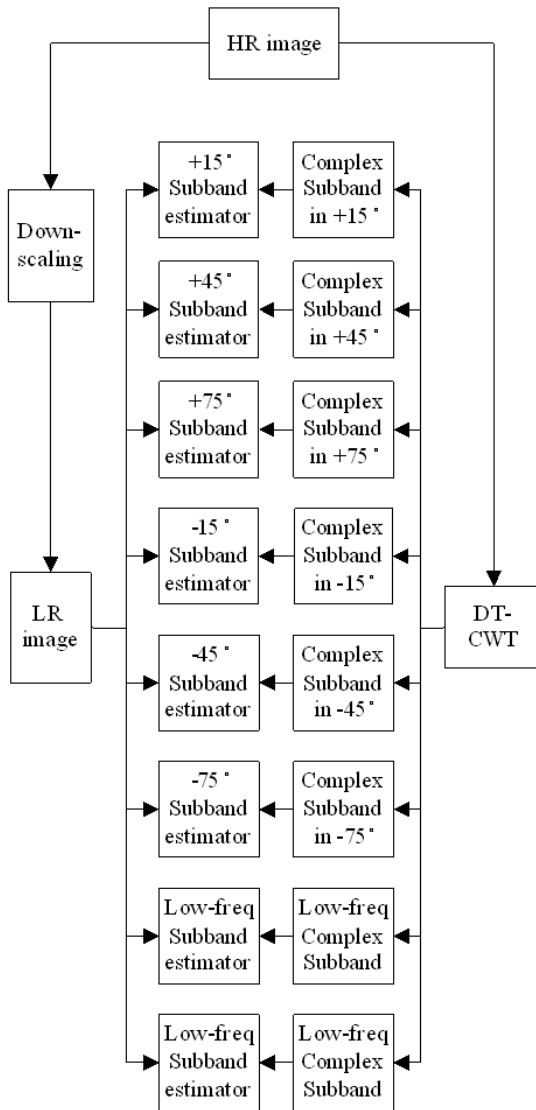 HR image
+15˚
Subband
estimator
Complex
Subband
in +15˚
Down-
scaling
+45˚
Subband
estimator
Complex
Subband
in +45˚
+75˚
Subband
estimator
Complex
Subband
in +75˚
-15˚
Subband
estimator
Complex
Subband
in -15˚
LR
image
DT-
CWT
-45˚
Subband
estimator
Complex
Subband
in -45˚
-75˚
Subband
estimator
Complex
Subband
in -75˚
Low-freq
Subband
estimator
Low-freq
Complex
Subband
Low-freq
Subband
estimator
Low-freq
Complex
Subband